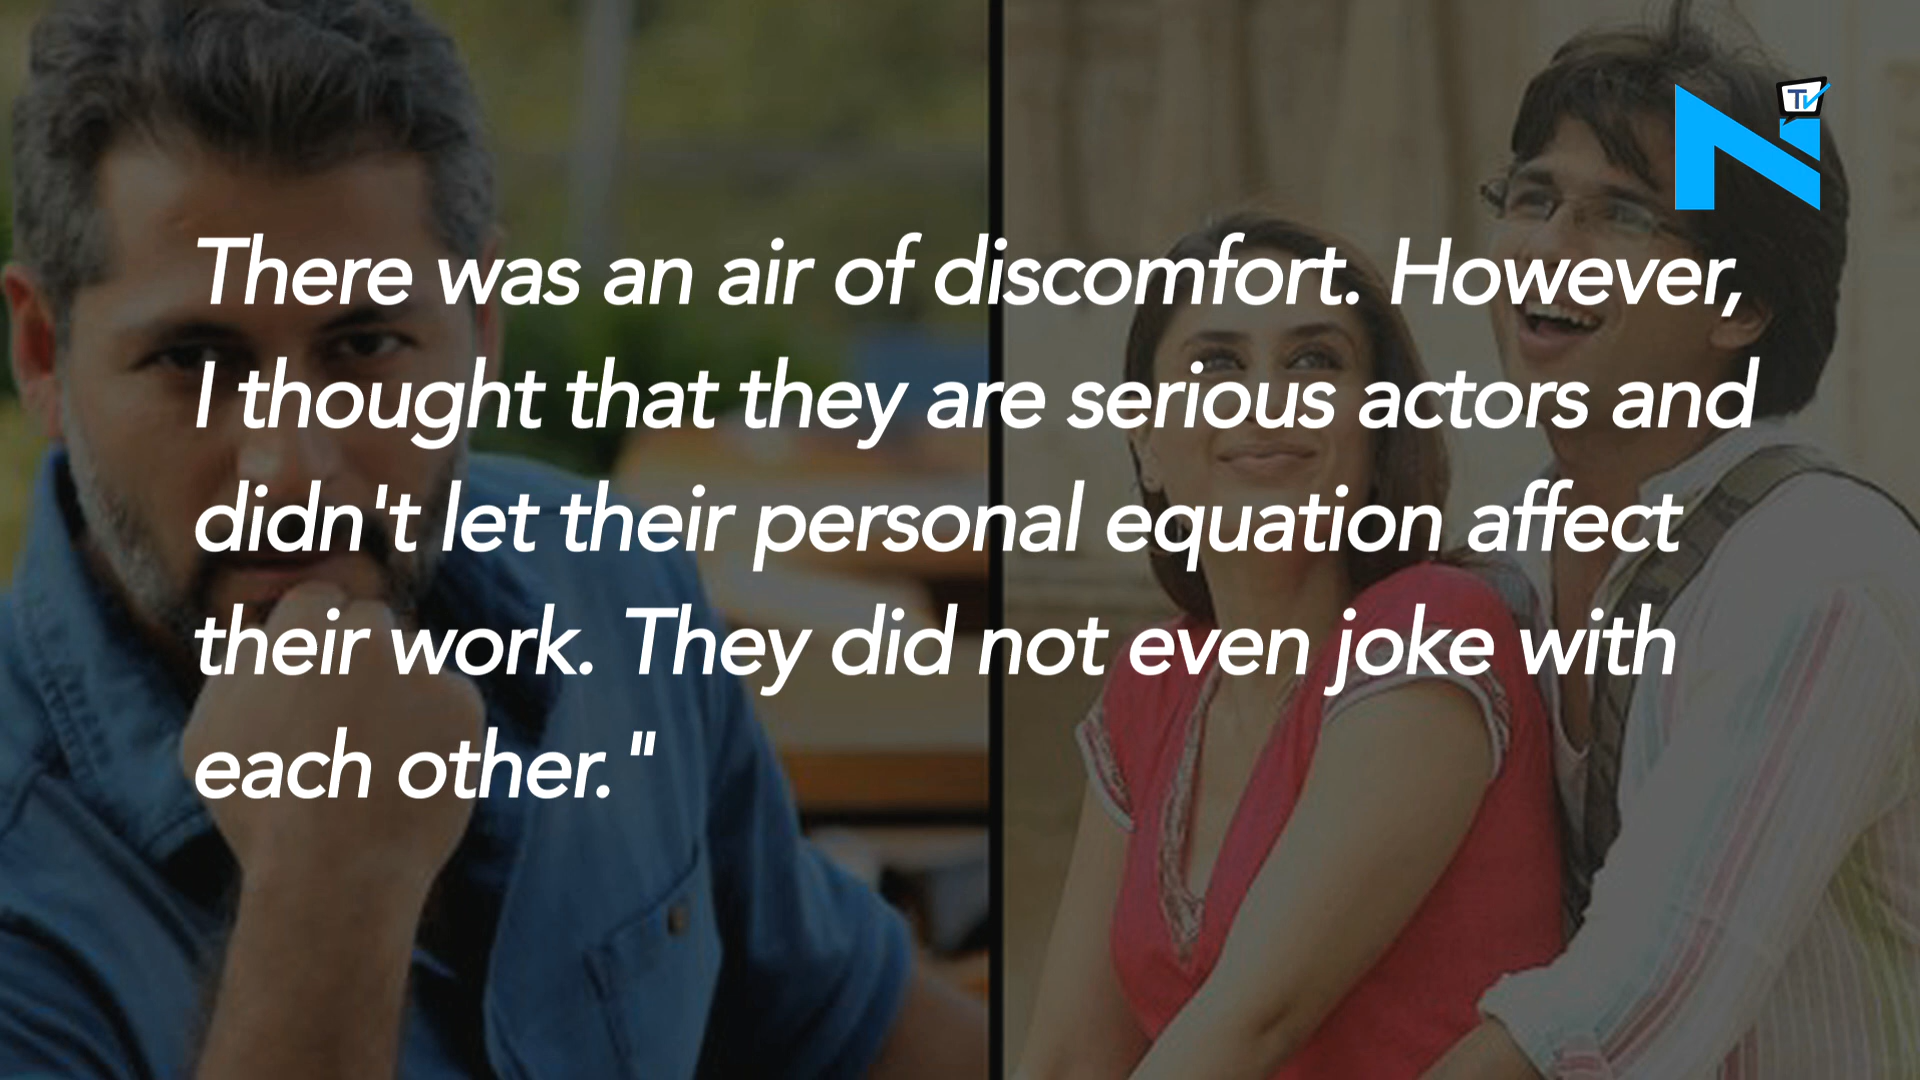 TV
There was an air of discomfort. However,
I thought that they are serious actors and
didn't let their personal equation affect
their work. They did not even joke with
each other."